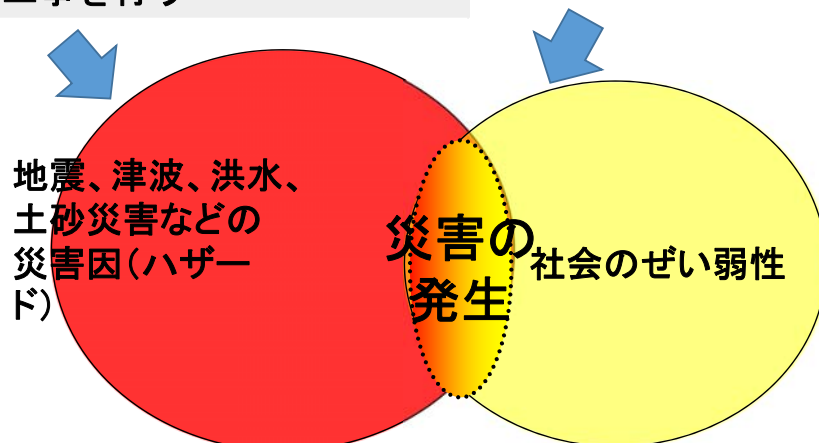 地震、津波、洪水、
土砂災害などの
災害因(ハザー
ド)
災害の
発生
社会のぜい弱性